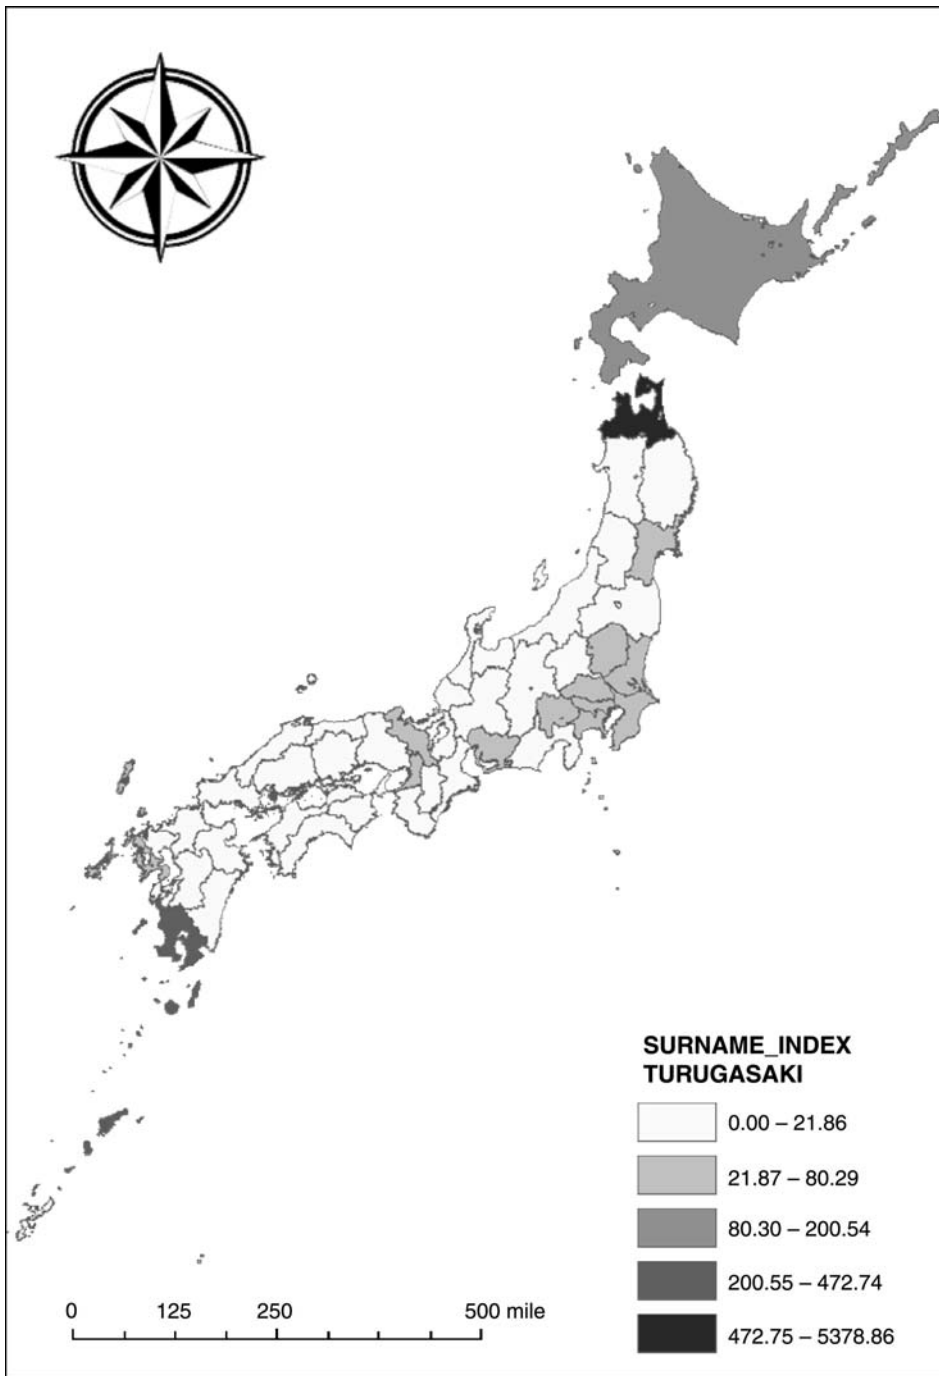 SURNAME_INDEX
TURUGASAKI
0.00 – 21.86
21.87 – 80.29
80.30 – 200.54
200.55 – 472.74
472.75 – 5378.86
0 125 250 500 mile